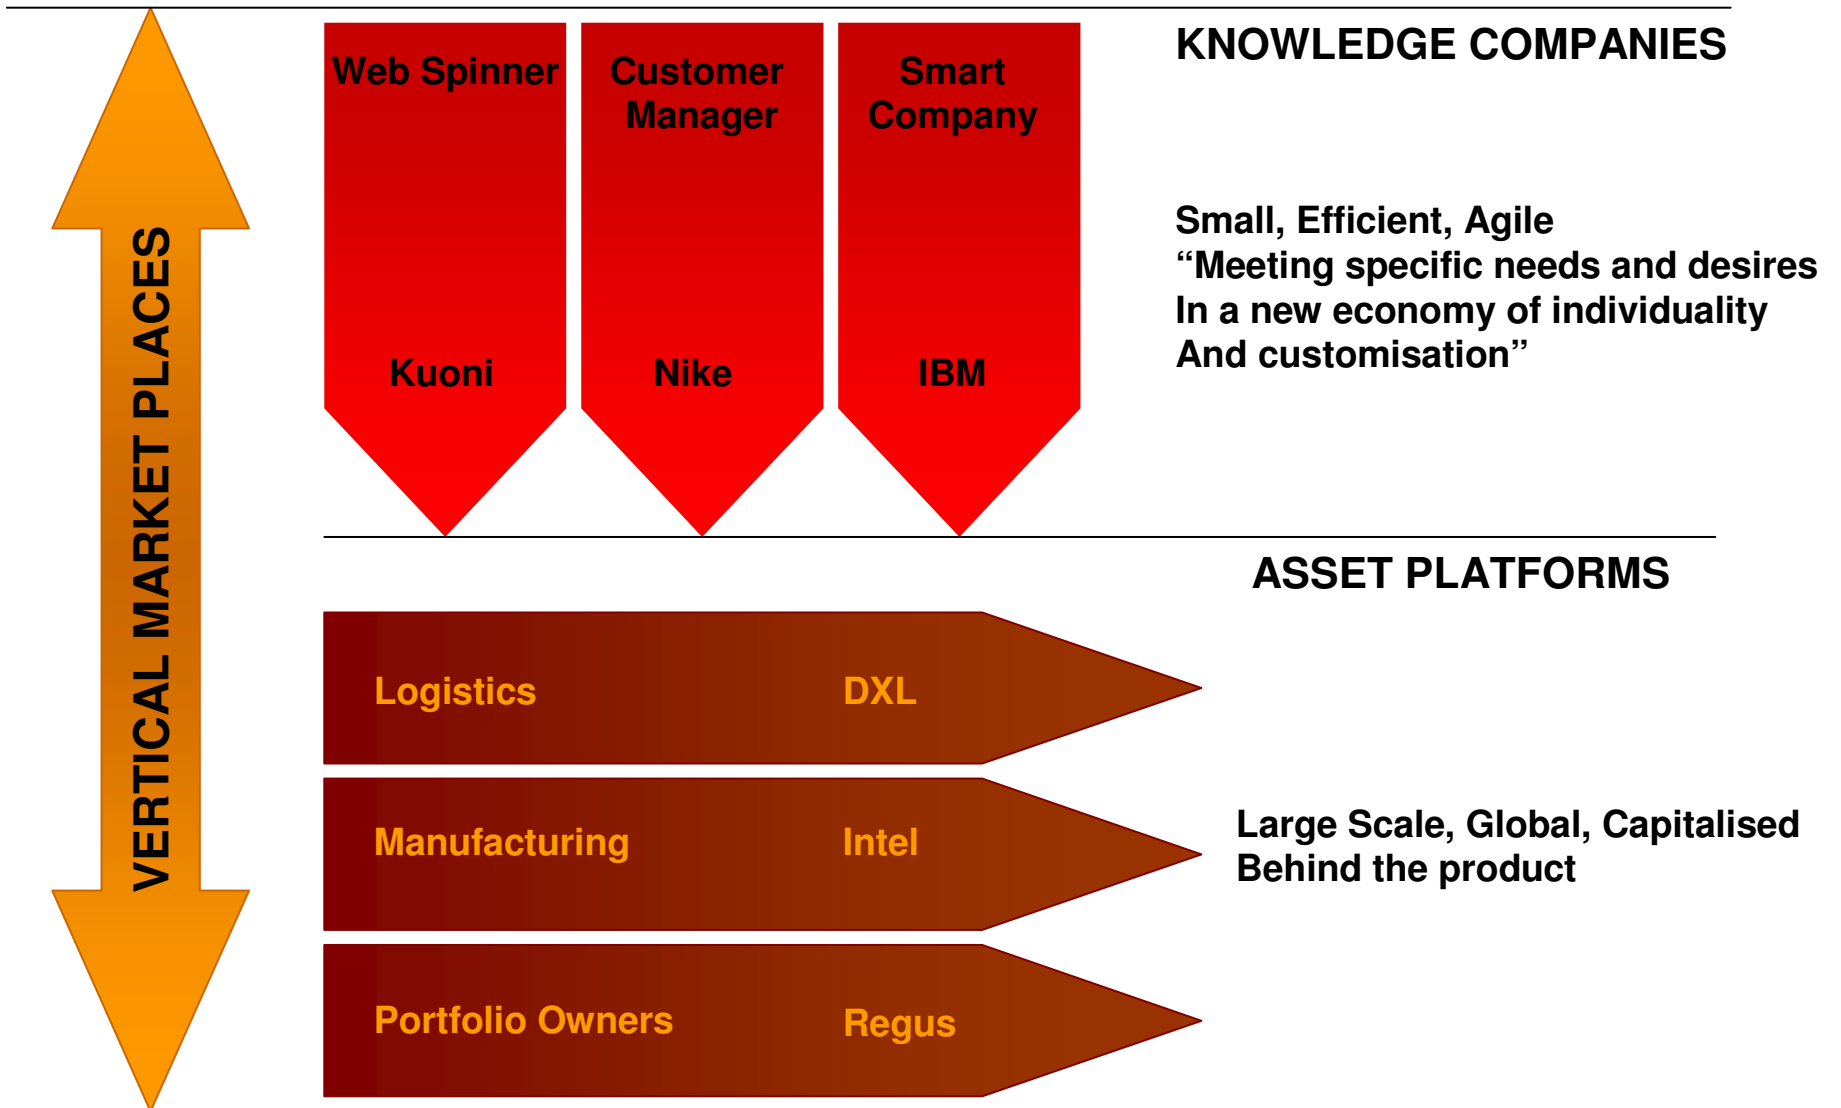 KNOWLEDGE COMPANIES
Web Spinner
Customer
Manager
Smart
Company
Small, Efficient, Agile
“Meeting specific needs and desires
In a new economy of individuality
And customisation”
Kuoni
Nike
IBM
VERTICAL MARKET PLACES
ASSET PLATFORMS
Logistics
DXL
Manufacturing
Intel
Large Scale, Global, Capitalised
Behind the product
Portfolio Owners
Regus